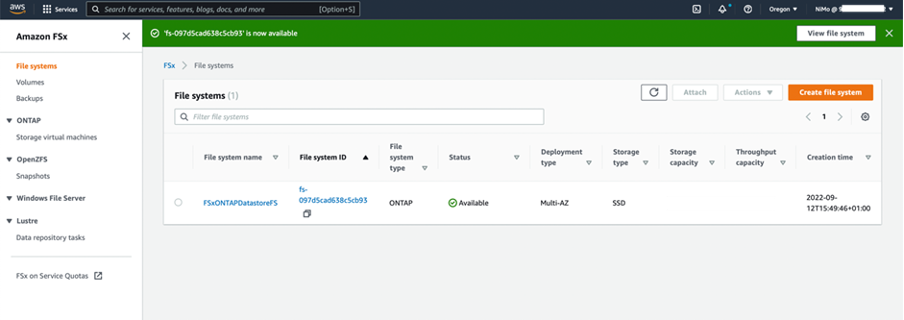 aws Services Search for services, features, blogs, docs, and more [Option+S] Oregon NiMo @
Amazon FSx
File systems
Volumes
Backups
ONTAP
Storage virtual machines
OpenZFS
Snapshots
Windows File Server
Lustre
Data repository tasks
FSx on Service Quotas
'fs-097d5cad638c5cb93' is now available View file system
FSx > File systems
File systems (1) Attach Actions Create file system
Filter file systems 1
File system name File system ID File system type Status Deployment type Storage type Storage capacity Throughput capacity Creation time
FSxONTAPDatastoreFS fs-097d5cad638c5cb93 ONTAP Available Multi-AZ SSD 2022-09-12T15:49:46+01:00